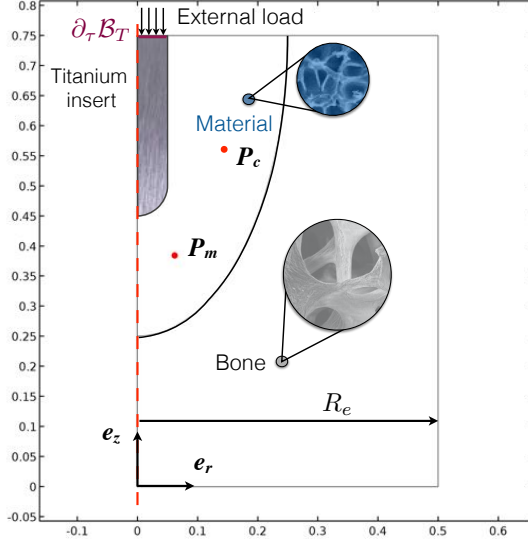 0.8
External load
∂τ𝓑T
0.75
0.7
Titanium
insert
0.65
0.6
Material
Pc
0.55
0.5
0.45
0.4
Pm
0.35
0.3
0.25
Bone
0.2
0.15
Re
0.1
ez
0.05
er
0
-0.05
-0.1
0
0.1
0.2
0.3
0.4
0.5
0.6